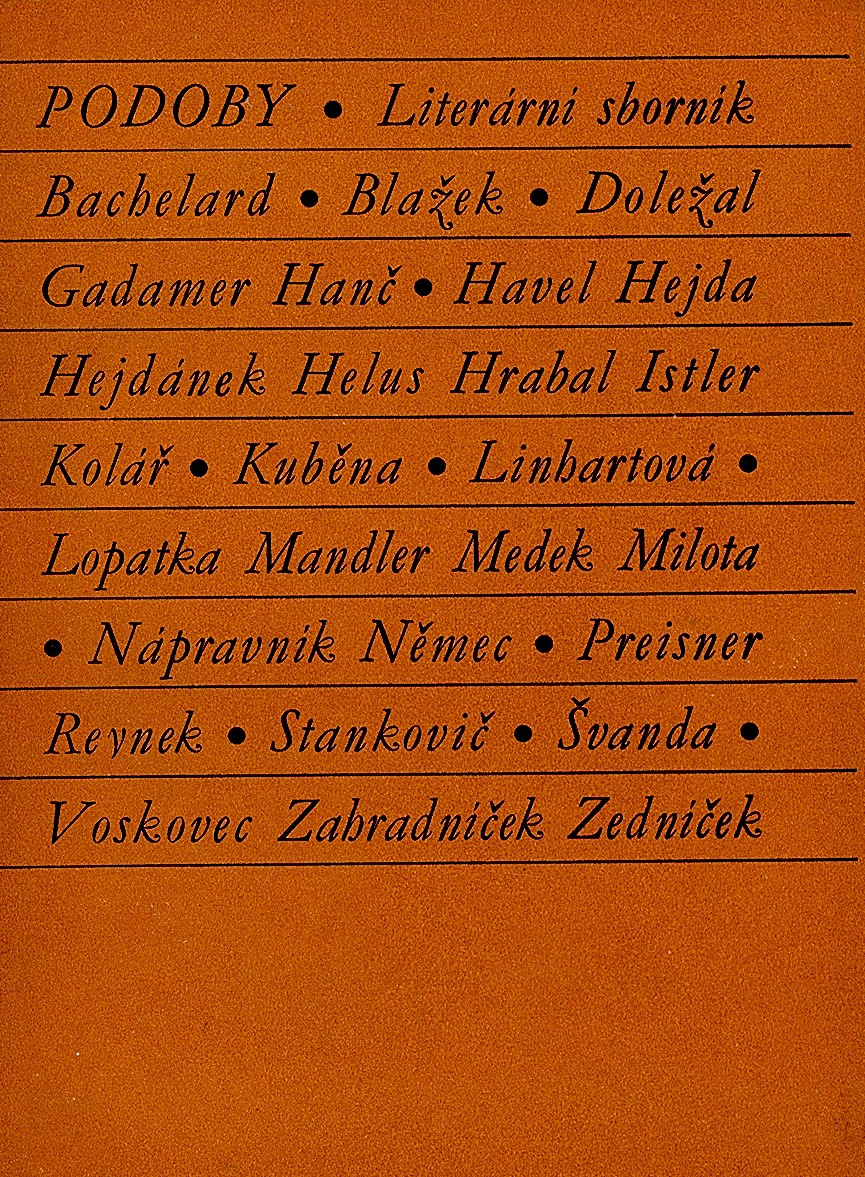 PODOBY • Literární sborník
Bachelard • Blažek • Doležal
Gadamer Hanč • Havel Hejda
Hejdánek Helus Hrabal Istler
Kolář • Kuběna • Linhartová •
Lopatka Mandler Medek Milota
• Nápravník Němec • Preisner
Reynek • Stankovič • Švanda •
Voskovec Zahradníček Zedníček